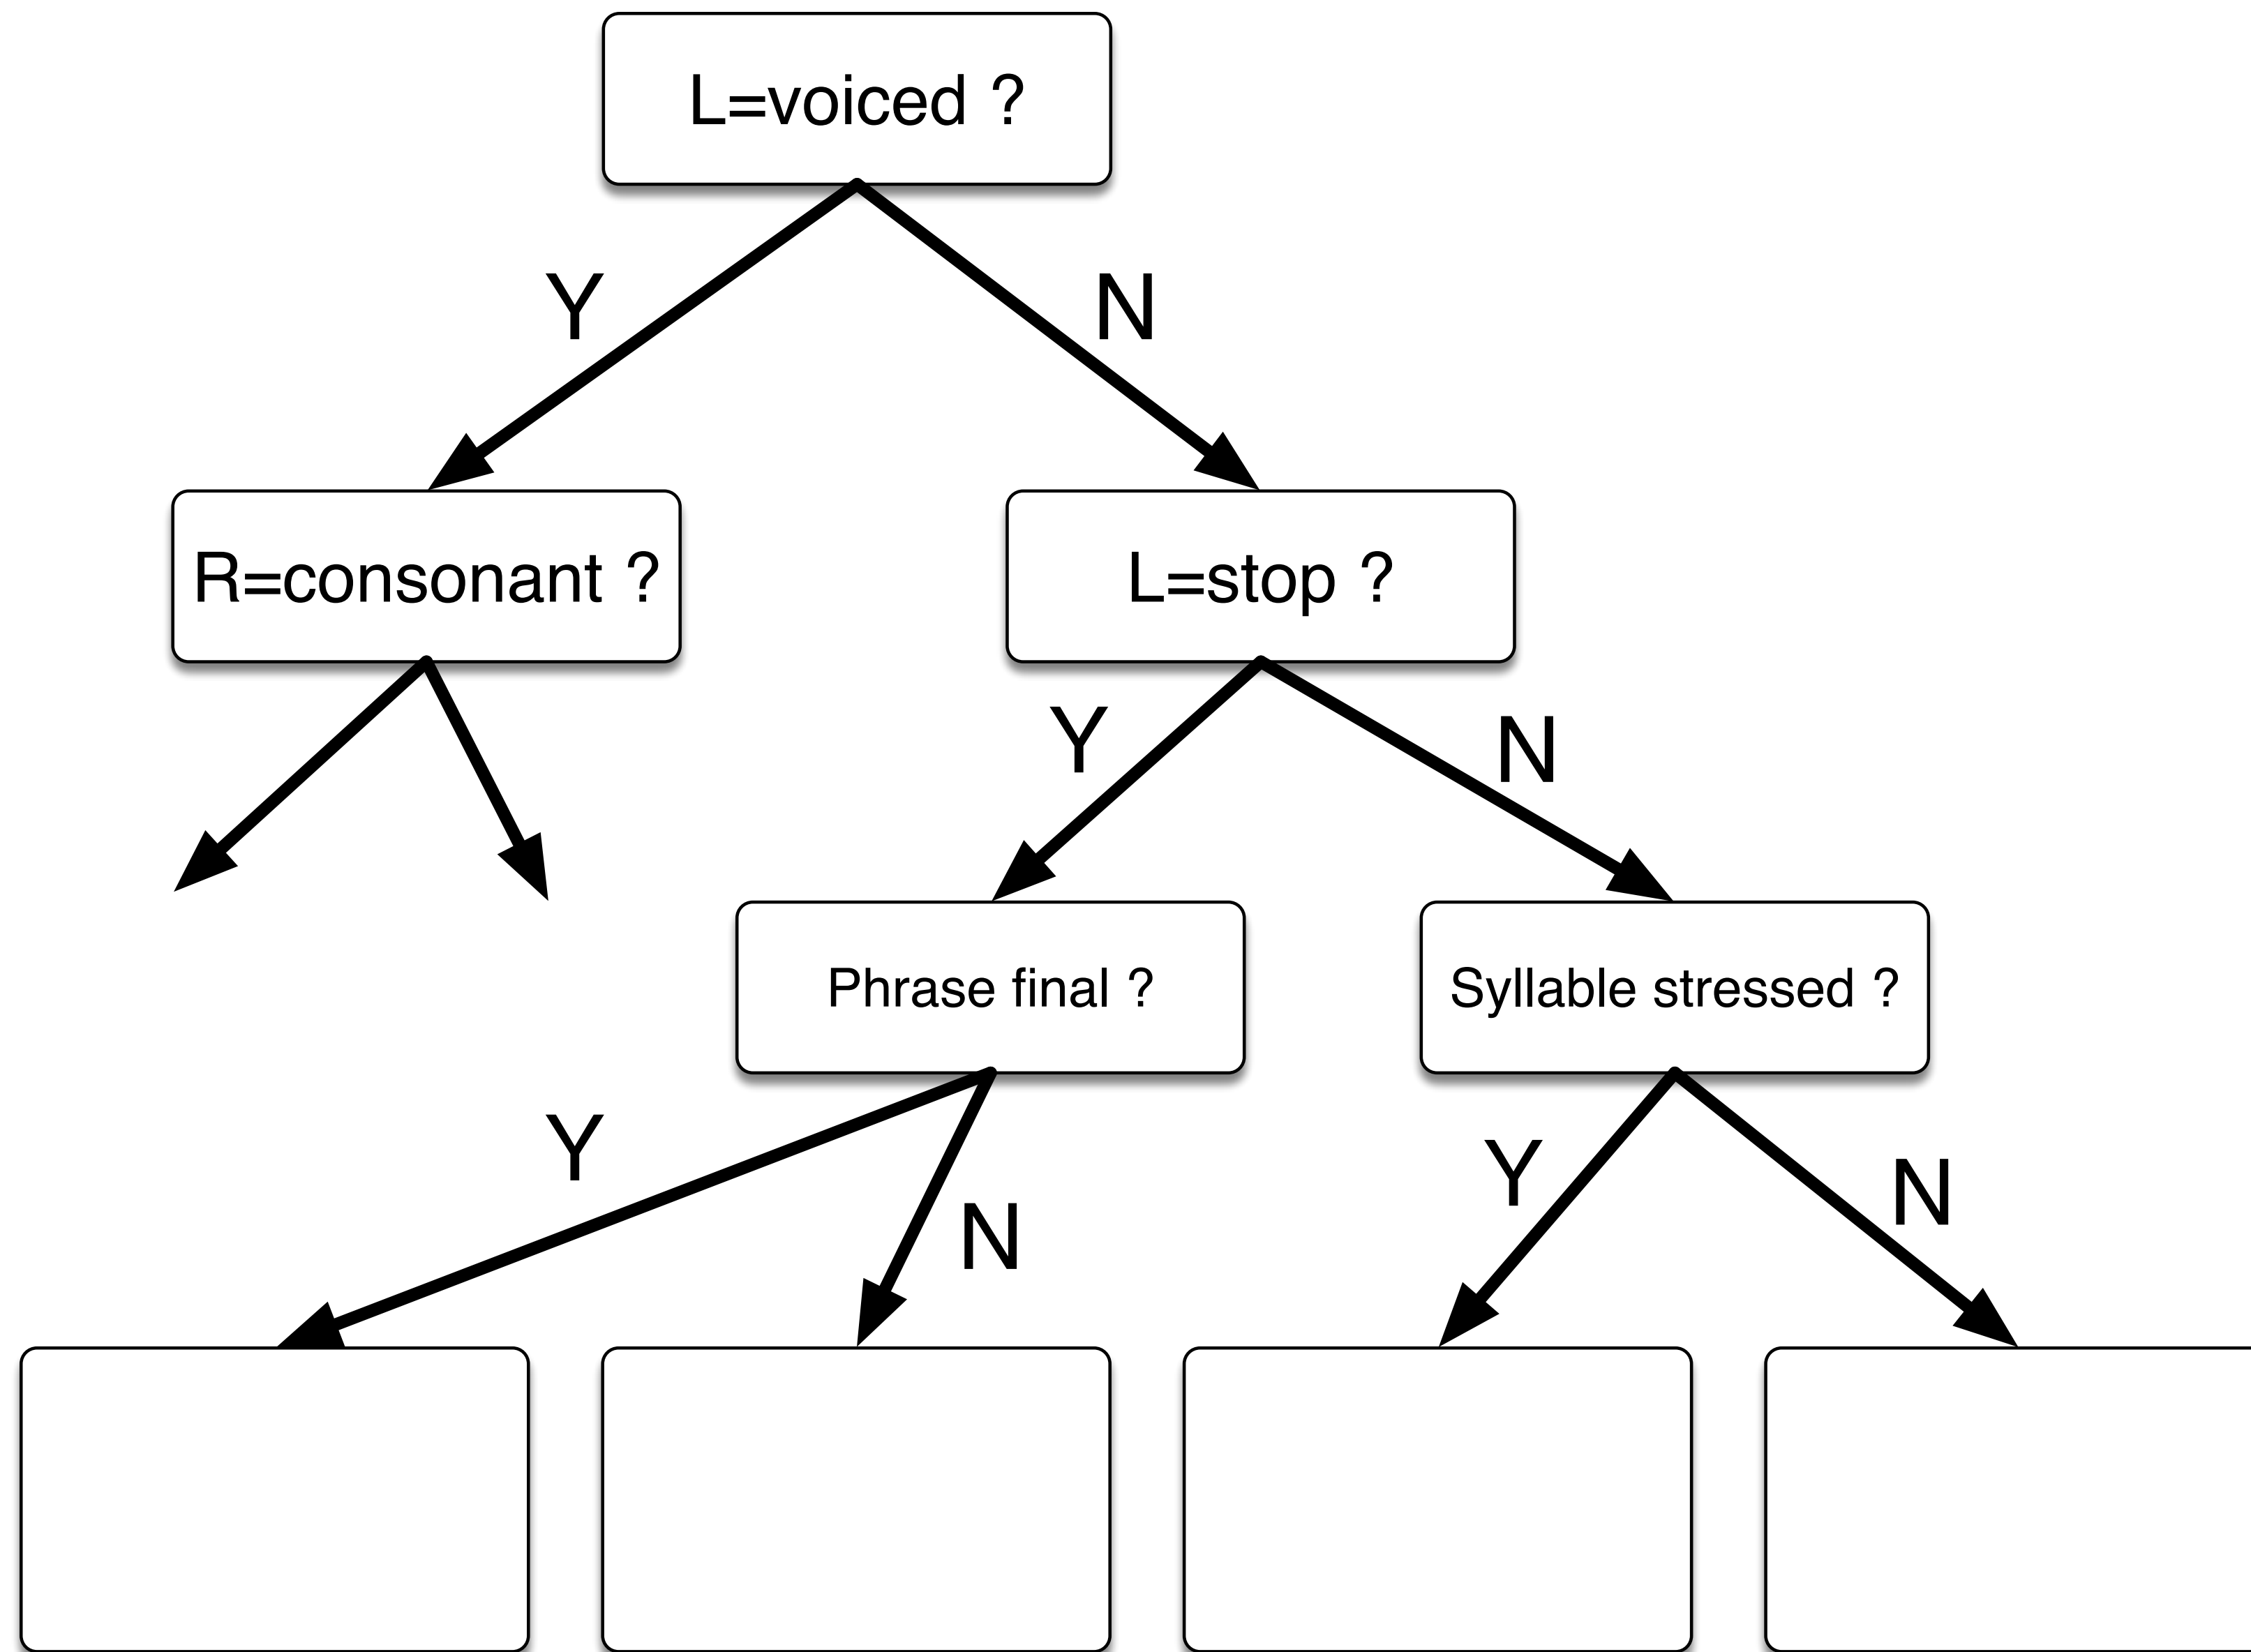 L=voiced ?
Y
N
R=consonant ?
L=stop ?
Y
N
Phrase final ?
Syllable stressed ?
Y
N
Y
N